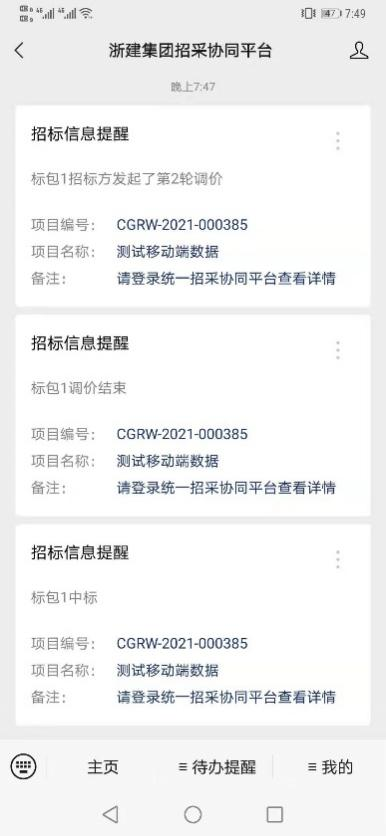 4G 4G 47 7:49
浙建集团招采协同平台
晚上7:47
招标信息提醒
标包1招标方发起了第2轮调价
项目编号： CGRW-2021-000385
项目名称： 测试移动端数据
备注： 请登录统一招采协同平台查看详情
招标信息提醒
标包1调价结束
项目编号： CGRW-2021-000385
项目名称： 测试移动端数据
备注： 请登录统一招采协同平台查看详情
招标信息提醒
标包1中标
项目编号： CGRW-2021-000385
项目名称： 测试移动端数据
备注： 请登录统一招采协同平台查看详情
主页 待办提醒 我的